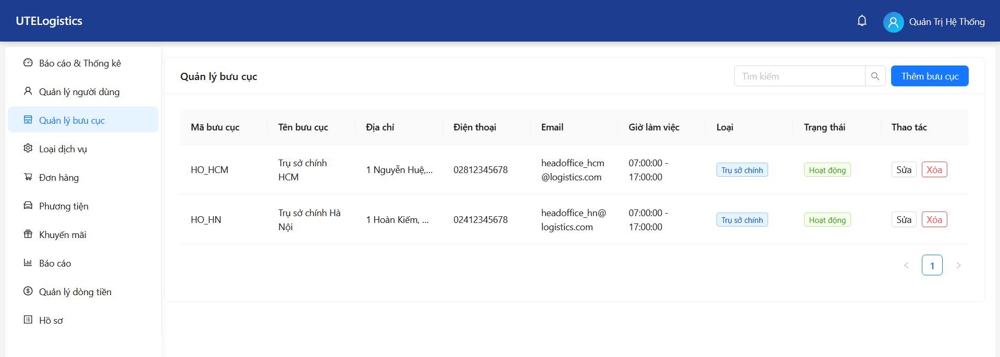 UTELogistics
Quản Trị Hệ Thống
Báo cáo & Thống kê
Quản lý người dùng
Quản lý bưu cục
Loại dịch vụ
Đơn hàng
Phương tiện
Khuyến mãi
Báo cáo
Quản lý dòng tiền
Hồ sơ
Quản lý bưu cục
Tìm kiếm
Thêm bưu cục
Mã bưu cục Tên bưu cục Địa chỉ Điện thoại Email Giờ làm việc Loại Trạng thái Thao tác
HO_HCM
Trụ sở chính
HCM
1 Nguyễn Huệ,...
02812345678
headoffice_hcm
@logistics.com
07:00:00 -
17:00:00
Trụ sở chính
Hoạt động
Sửa
Xóa
HO_HN
Trụ sở chính Hà
Nội
1 Hoàn Kiếm, ...
02412345678
headoffice_hn@
logistics.com
07:00:00 -
17:00:00
Trụ sở chính
Hoạt động
Sửa
Xóa
< 1 >